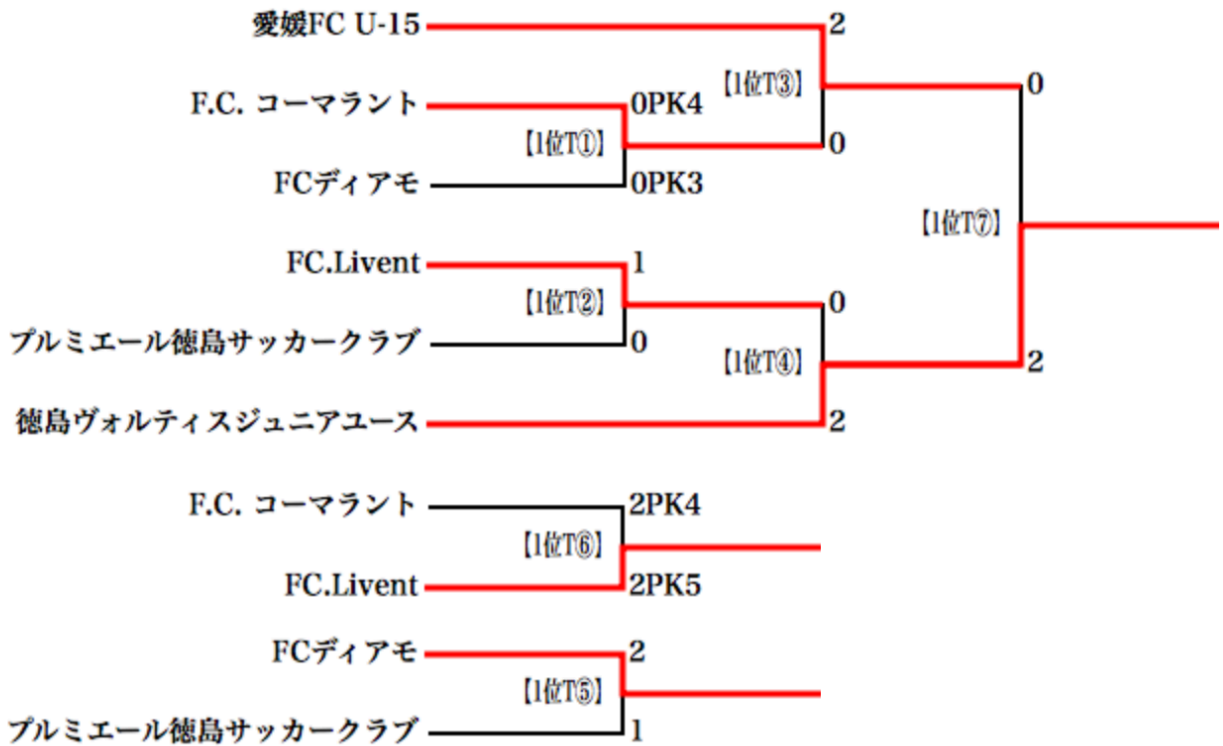 愛媛FC U-15
2
【1位T③】
0
F.C. コーマラント
0PK4
【1位T①】
0
FCディアモ
0PK3
【1位T⑦】
FC.Livent
1
【1位T②】
0
プルミエール徳島サッカークラブ
0
【1位T④】
2
徳島ヴォルティスジュニアユース
2
F.C. コーマラント
2PK4
【1位T⑥】
FC.Livent
2PK5
FCディアモ
2
【1位T⑤】
プルミエール徳島サッカークラブ
1